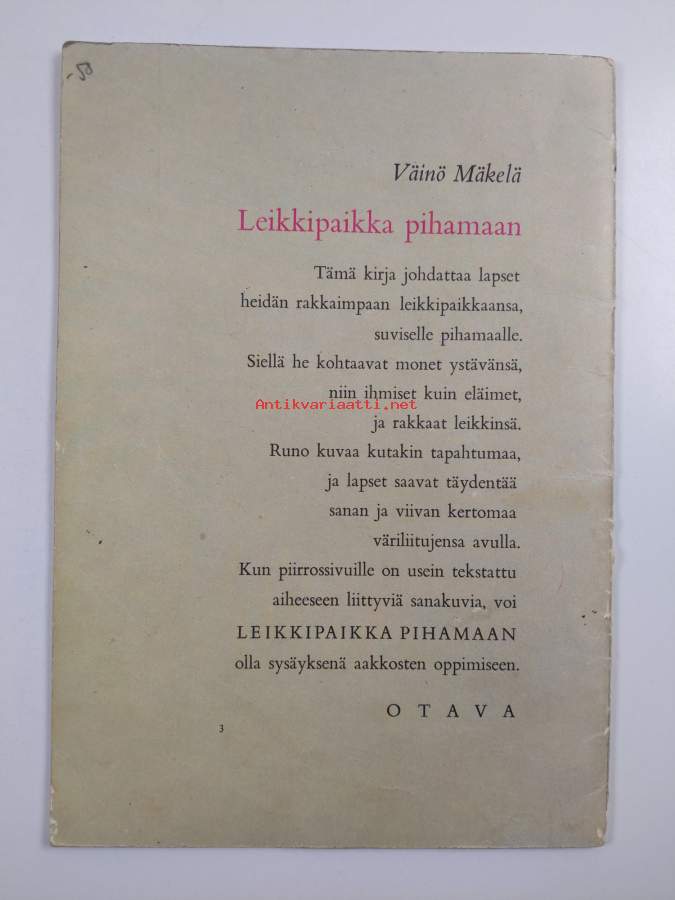 -50
Väinö Mäkelä
Leikkipaikka pihamaan
Tämä kirja johdattaa lapset
heidän rakkaimpaan leikkipaikkaansa,
suviselle pihamaalle.
Siellä he kohtaavat monet ystävänsä,
niin ihmiset kuin eläimet,
Antikvariaatti.net
ja rakkaat leikkinsä.
Runo kuvaa kutakin tapahtumaa,
ja lapset saavat täydentää
sanan ja viivan kertomaa
väriliitujensa avulla.
Kun piirrossivuille on usein tekstattu
aiheeseen liittyviä sanakuvia, voi
LEIKKIPAIKKA PIHAMAAN
olla sysäyksenä aakkosten oppimiseen.
OTAVA
3